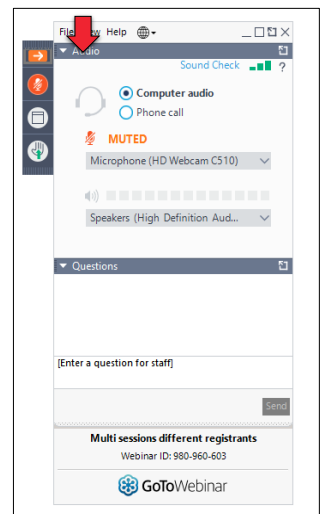 File View Help
Audio
Sound Check ?
Computer audio
Phone call
MUTED
Microphone (HD Webcam C510)
Speakers (High Definition Aud...
Questions
[Enter a question for staff]
Send
Multi sessions different registrants
Webinar ID: 980-960-603
GoToWebinar